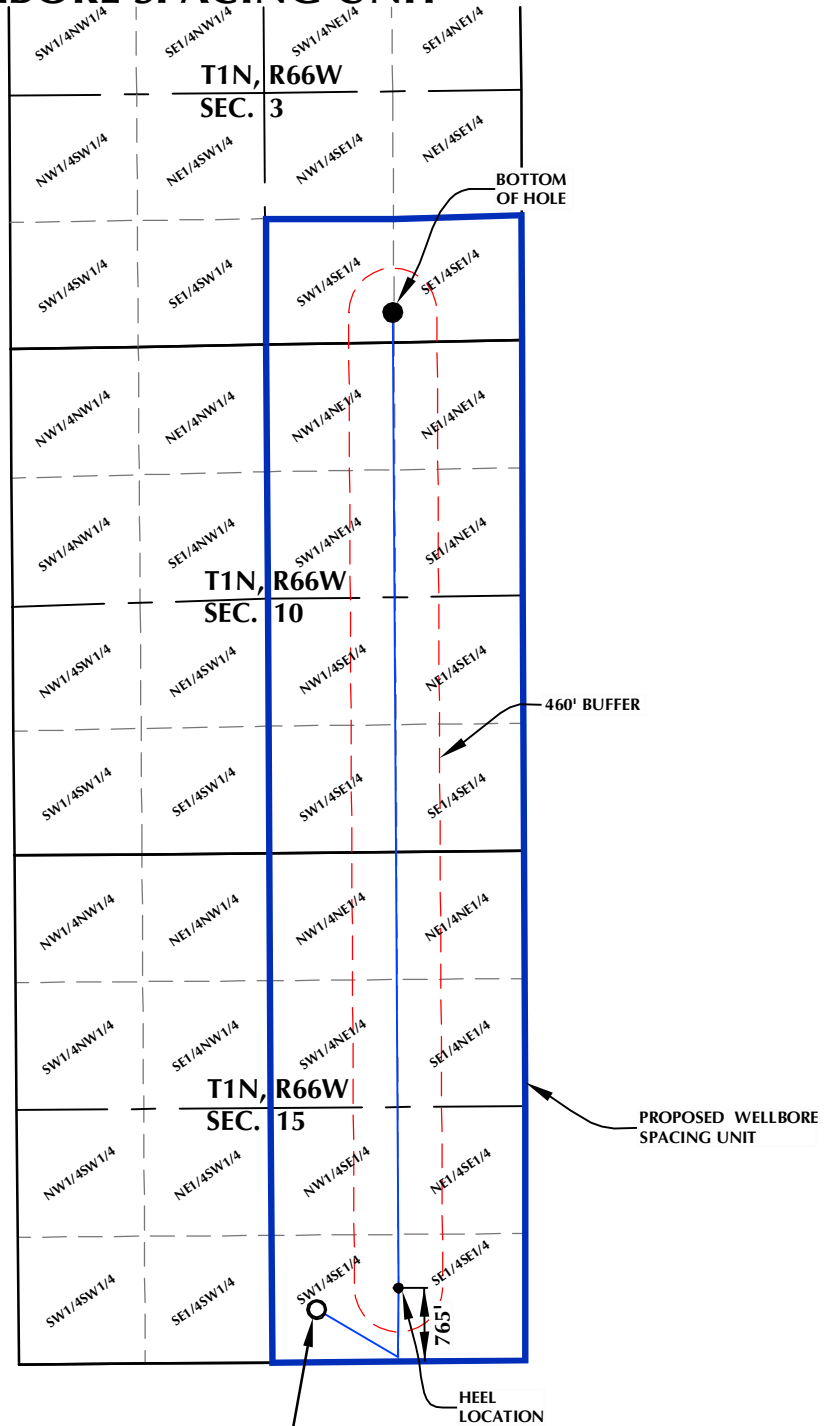 SPACING UNIT
SW1/4NW1/4
SE1/4NW1/4
SW1/4NE1/4
SE1/4NE1/4
T1N, R66W
SEC. 3
NW1/4SW1/4
NE1/4SW1/4
NW1/4SE1/4
NE1/4SE1/4
BOTTOM
OF HOLE
SW1/4SW1/4
SE1/4SW1/4
SW1/4SE1/4
SE1/4SE1/4
NW1/4NW1/4
NE1/4NW1/4
NW1/4NE1/4
NE1/4NE1/4
SW1/4NW1/4
SE1/4NW1/4
SW1/4NE1/4
SE1/4NE1/4
T1N, R66W
SEC. 10
NW1/4SW1/4
NE1/4SW1/4
NW1/4SE1/4
NE1/4SE1/4
460' BUFFER
SW1/4SW1/4
SE1/4SW1/4
SW1/4SE1/4
SE1/4SE1/4
NW1/4NW1/4
NE1/4NW1/4
NW1/4NE1/4
NE1/4NE1/4
SW1/4NW1/4
SE1/4NW1/4
SW1/4NE1/4
SE1/4NE1/4
T1N, R66W
SEC. 15
PROPOSED WELLBORE
SPACING UNIT
NW1/4SW1/4
NE1/4SW1/4
NW1/4SE1/4
NE1/4SE1/4
SW1/4SW1/4
SE1/4SW1/4
SW1/4SE1/4
SE1/4SE1/4
765'
HEEL
LOCATION